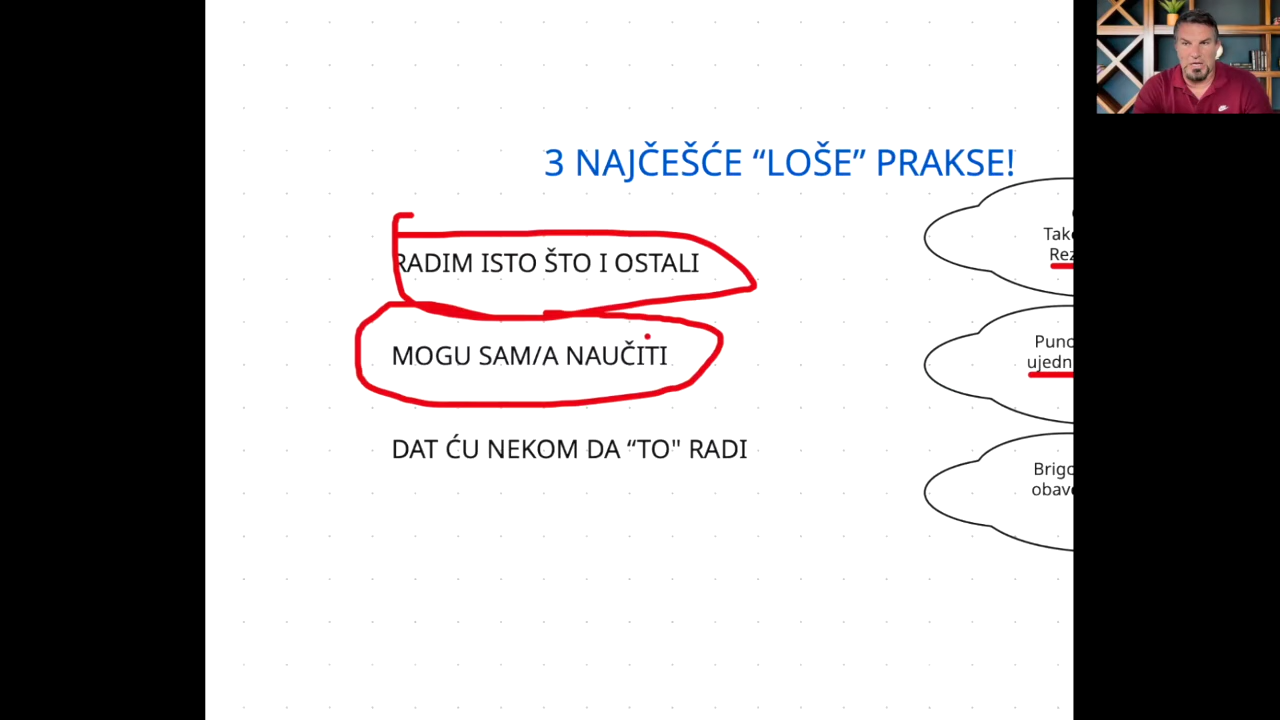 3 NAJČEŠĆE “LOŠE” PRAKSE!
RADIM ISTO ŠTO I OSTALI
MOGU SAM/A NAUČITI
DAT ĆU NEKOM DA “TO" RADI